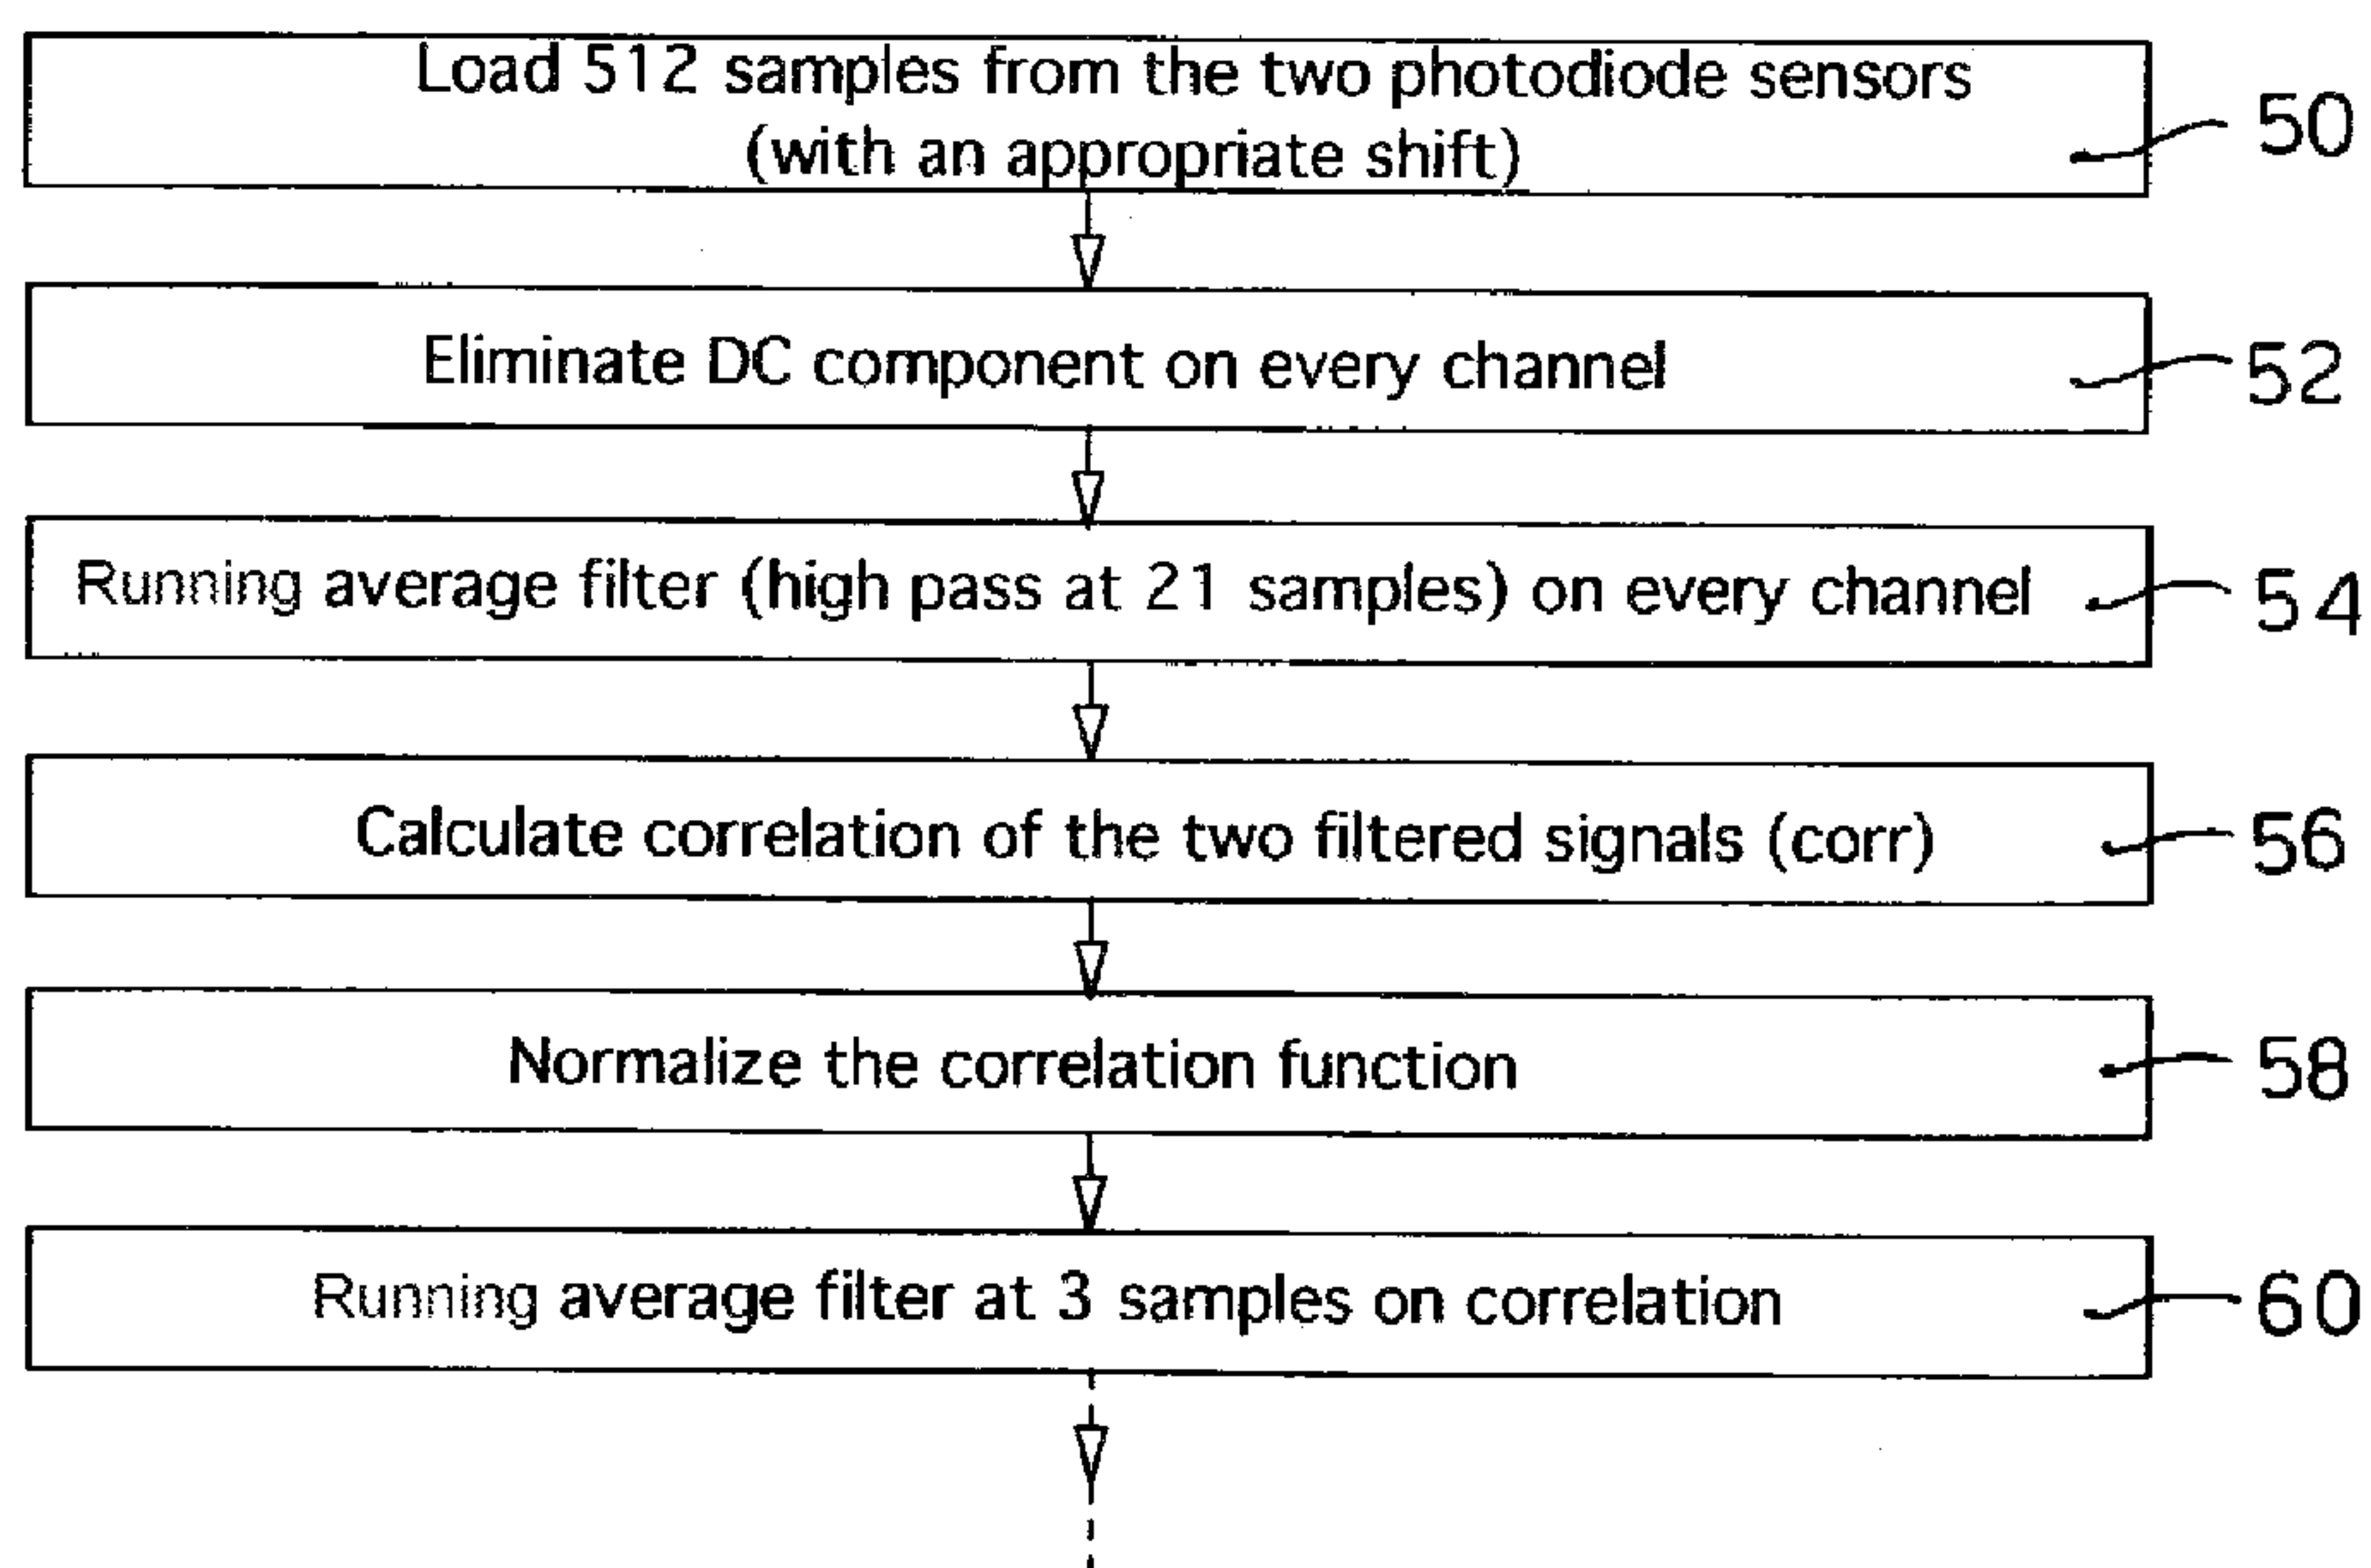 Load 512 samples from the two photodiode sensors
(with an appropriate shift)
50
Eliminate DC component on every channel
52
Running average filter (high pass at 21 samples) on every channel
54
Calculate correlation of the two filtered signals (corr)
56
Normalize the correlation function
58
Running average filter at 3 samples on correlation
60